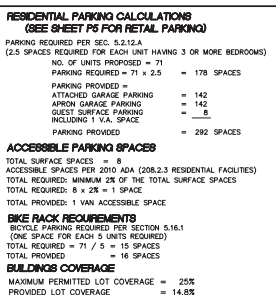 RESIDENTIAL PARKING CALCULATIONS
(SEE SHEET P5 FOR RETAIL PARKING)
PARKING REQUIRED PER SEC. 5.2.12.A
(2.5 SPACES REQUIRED FOR EACH UNIT HAVING 3 OR MORE BEDROOMS)
NO. OF UNITS PROPOSED = 71
PARKING REQUIRED = 71 x 2.5 = 178 SPACES
PARKING PROVIDED =
ATTACHED GARAGE PARKING = 142
APRON GARAGE PARKING = 142
GUEST SURFACE PARKING = 8
INCLUDING 1 V.A. SPACE
PARKING PROVIDED = 292 SPACES
ACCESSIBLE PARKING SPACES
TOTAL SURFACE SPACES = 8
ACCESSIBLE SPACES PER 2010 ADA (208.2.3 RESIDENTIAL FACILITIES)
TOTAL REQUIRED: MINIMUM 2% OF THE TOTAL SURFACE SPACES
TOTAL REQUIRED: 8 x 2% = 1 SPACE
TOTAL PROVIDED: 1 VAN ACCESSIBLE SPACE
BIKE RACK REQUIREMENTS
BICYCLE PARKING REQUIRED PER SECTION 5.16.1
(ONE SPACE FOR EACH 5 UNITS REQUIRED)
TOTAL REQUIRED = 71 / 5 = 15 SPACES
TOTAL PROVIDED = 16 SPACES
BUILDINGS COVERAGE
MAXIMUM PERMITTED LOT COVERAGE = 25%
PROVIDED LOT COVERAGE = 14.8%